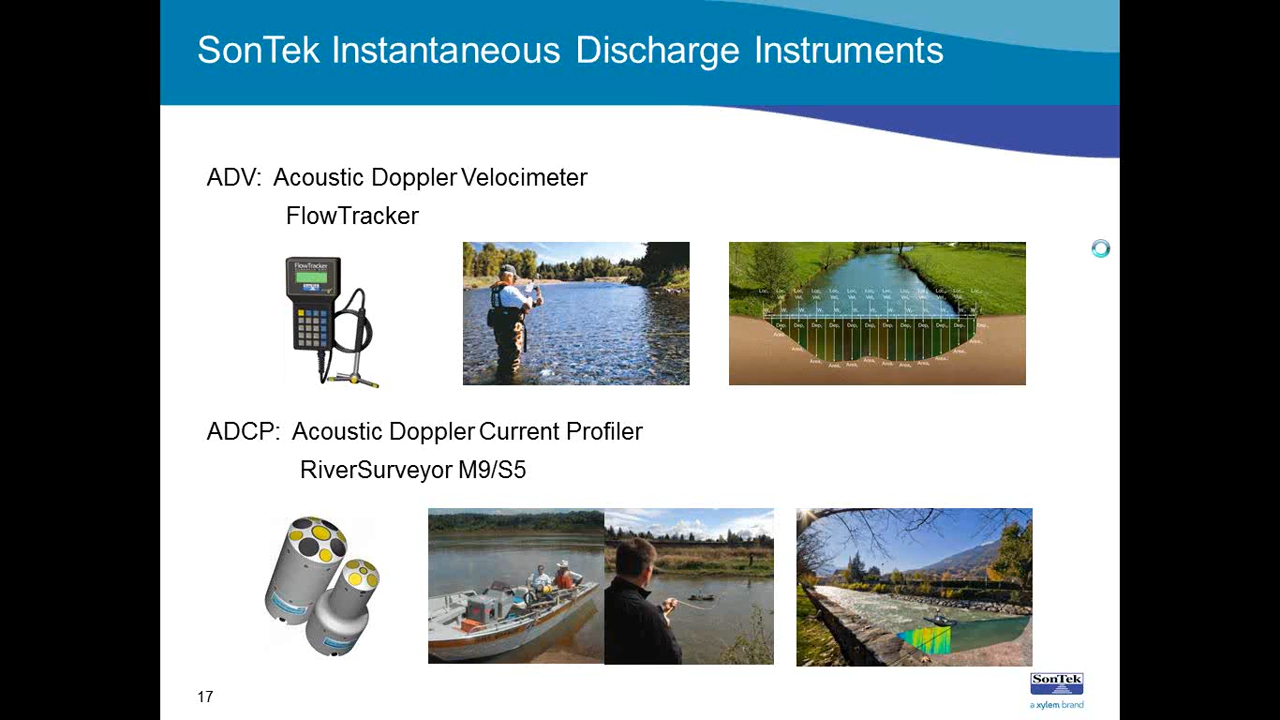 SonTek Instantaneous Discharge Instruments
ADV: Acoustic Doppler Velocimeter
FlowTracker
FlowTracker
ADCP: Acoustic Doppler Current Profiler
RiverSurveyor M9/S5
17
SonTek
a xylem brand